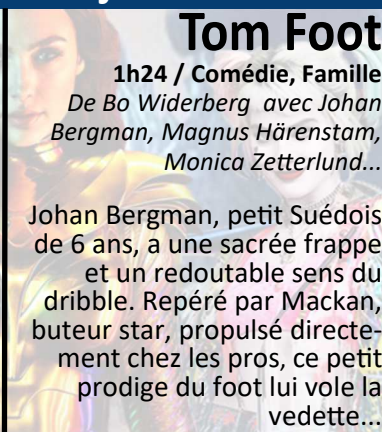 Tom Foot
1h24 / Comédie, Famille
De Bo Widerberg avec Johan
Bergman, Magnus Härenstam,
Monica Zetterlund...
Johan Bergman, petit Suédois
de 6 ans, a une sacrée frappe
et un redoutable sens du
dribble. Repéré par Mackan,
buteur star, propulsé directe-
ment chez les pros, ce petit
prodige du foot lui vole la
vedette...